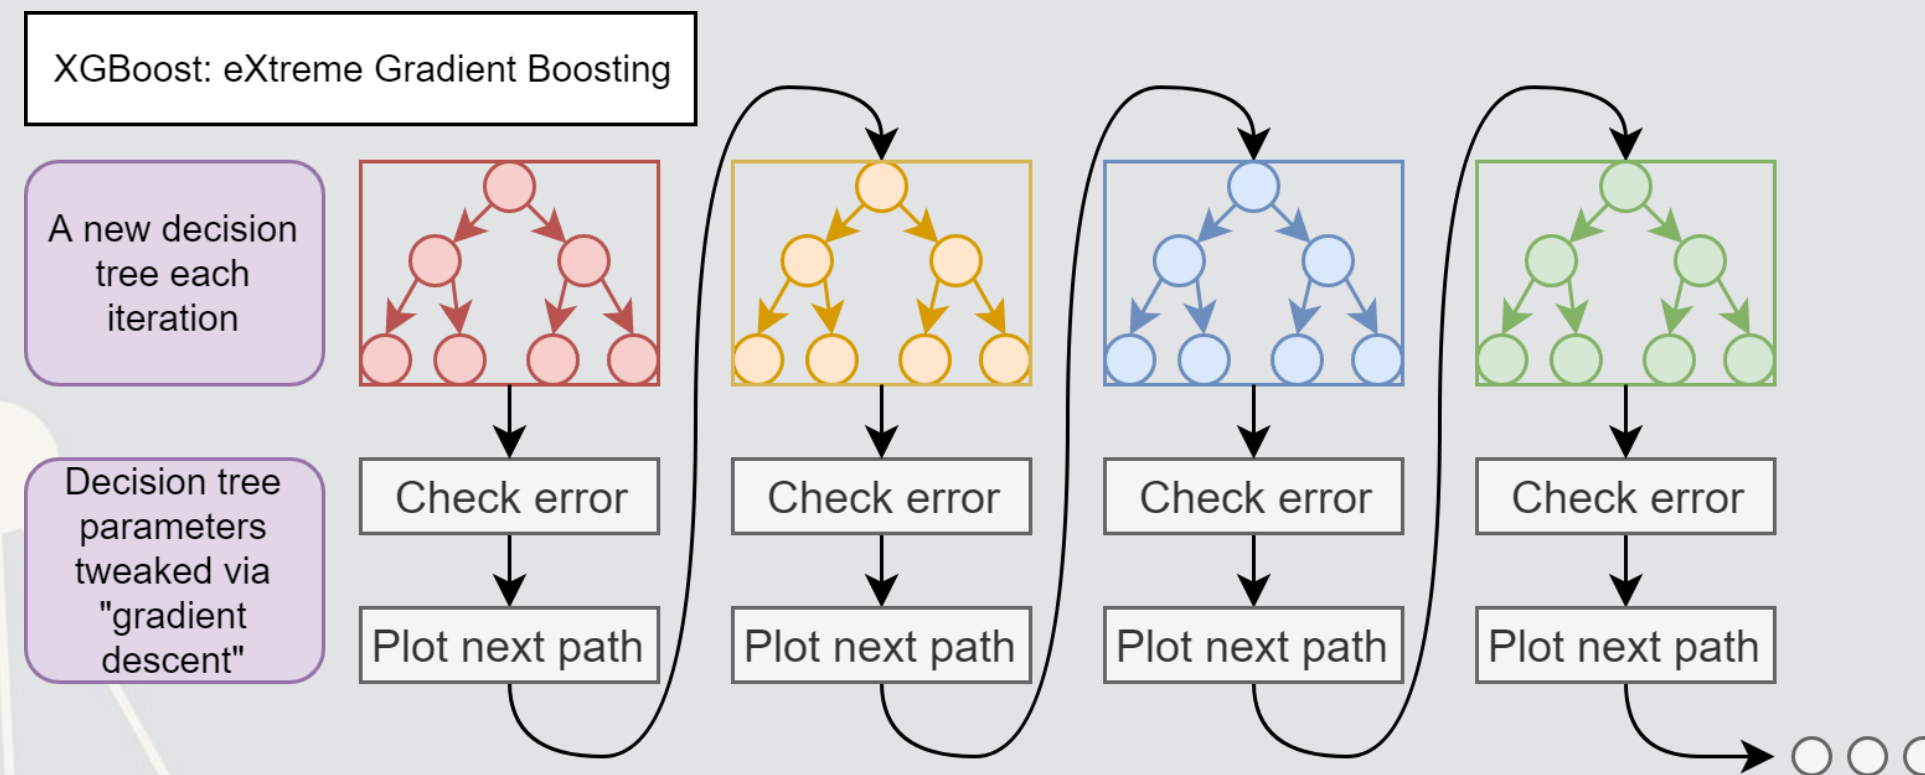 XGBoost: eXtreme Gradient Boosting
A new decision
tree each
iteration
Decision tree
parameters
tweaked via
"gradient
descent"
Check error
Check error
Check error
Check error
Plot next path
Plot next path
Plot next path
Plot next path